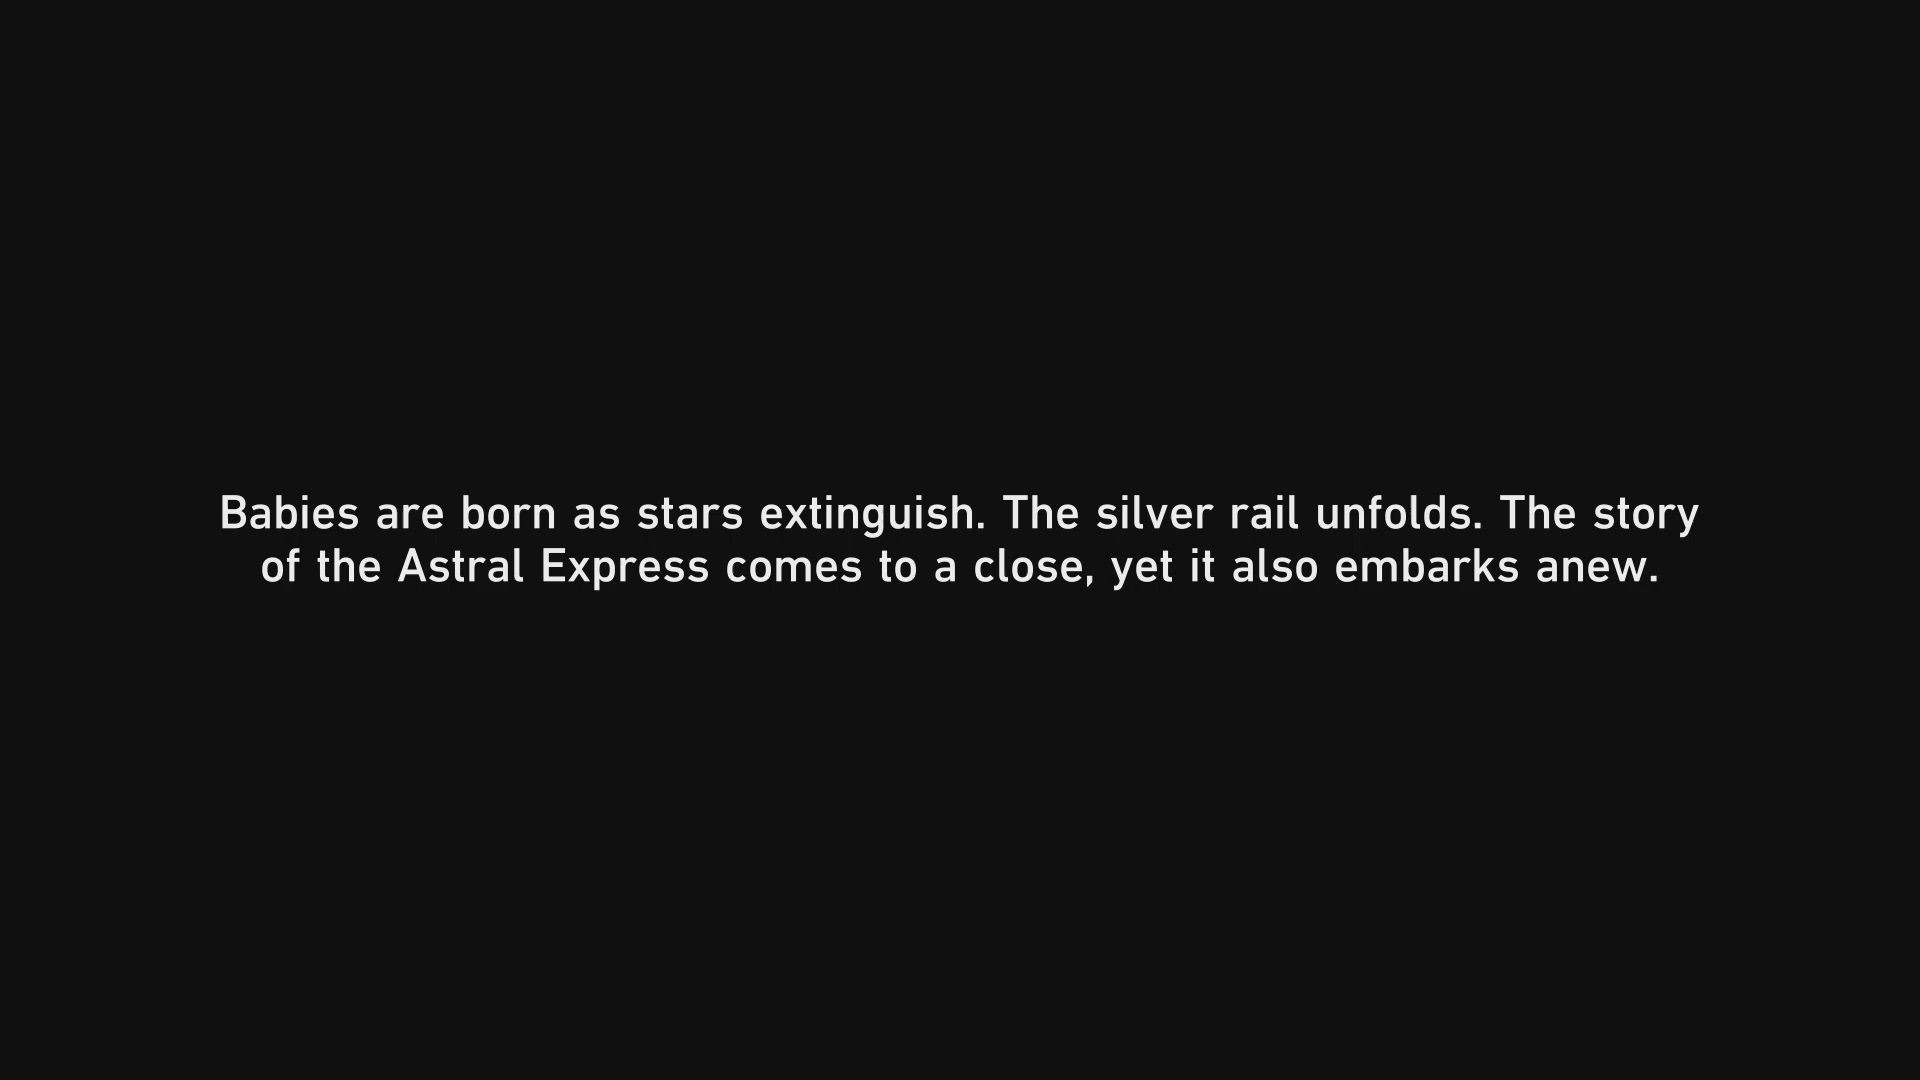 Babies are born as stars extinguish. The silver rail unfolds. The story
of the Astral Express comes to a close, yet it also embarks anew.